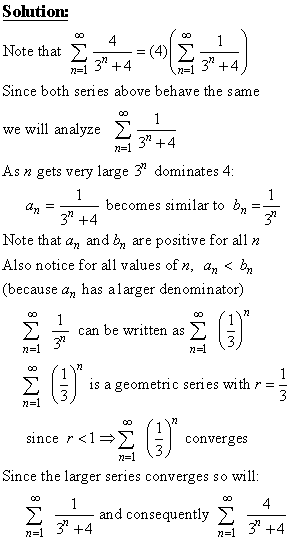 Solution:
Note that ∑_{n=1}^{∞} 4/(3^n+4) = (4)(∑_{n=1}^{∞} 1/(3^n+4))
Since both series above behave the same
we will analyze ∑_{n=1}^{∞} 1/(3^n+4)
As n gets very large 3^n dominates 4:
a_n = 1/(3^n+4) becomes similar to b_n = 1/3^n
Note that a_n and b_n are positive for all n
Also notice for all values of n, a_n < b_n
(because a_n has a larger denominator)
∑_{n=1}^{∞} 1/3^n can be written as ∑_{n=1}^{∞} (1/3)^n
∑_{n=1}^{∞} (1/3)^n is a geometric series with r = 1/3
since r < 1 ⇒ ∑_{n=1}^{∞} (1/3)^n converges
Since the larger series converges so will:
∑_{n=1}^{∞} 1/(3^n+4) and consequently ∑_{n=1}^{∞} 4/(3^n+4)